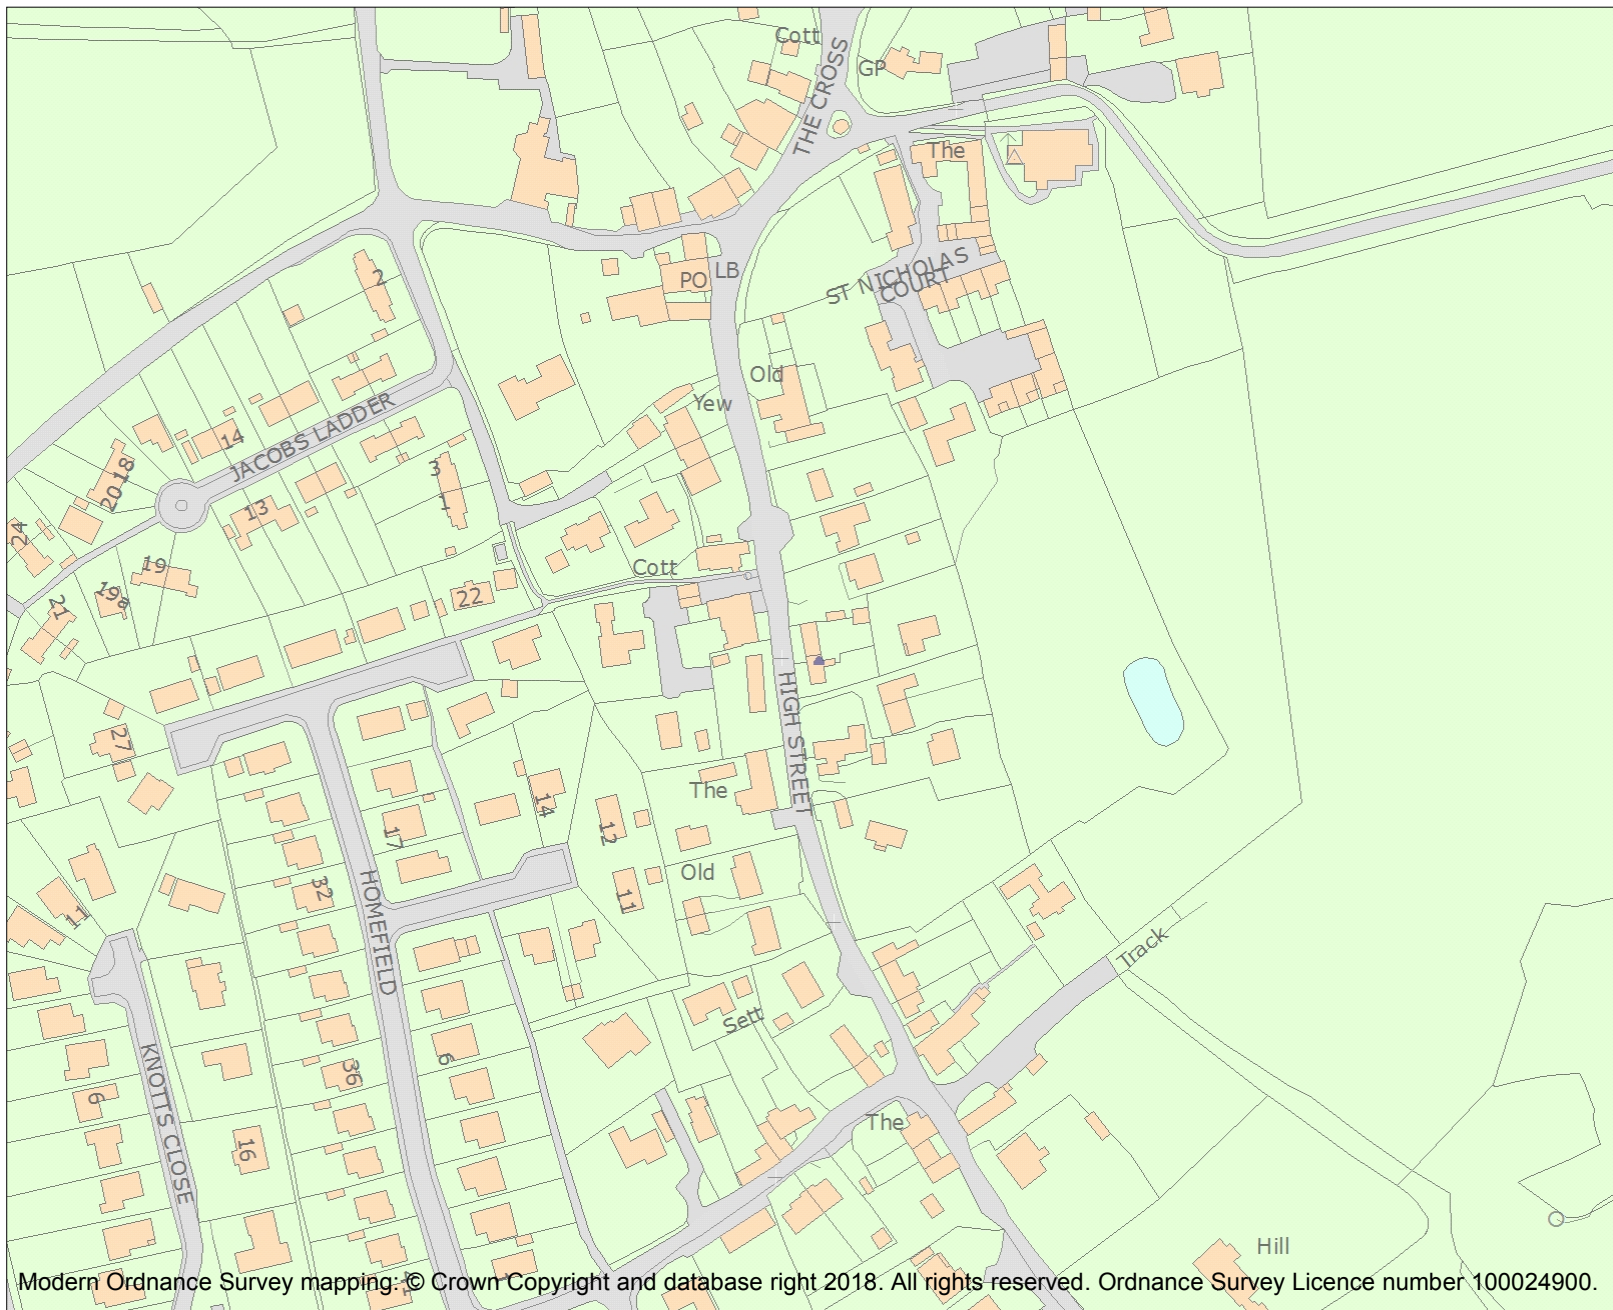 Cott
THE CROSS
GP
The
2
PO
LB
ST NICHOLAS
COURT
Old
Yew
JACOBS LADDER
14
18
20
3
1
13
24
19
19a
21
Cott
22
HIGH STREET
27
The
14
12
17
Old
11
32
11
HOMEFIELD
Track
Sett
6
36
KNOTTS CLOSE
6
16
The
Hill
Modern Ordnance Survey mapping: © Crown Copyright and database right 2018. All rights reserved. Ordnance Survey Licence number 100024900.